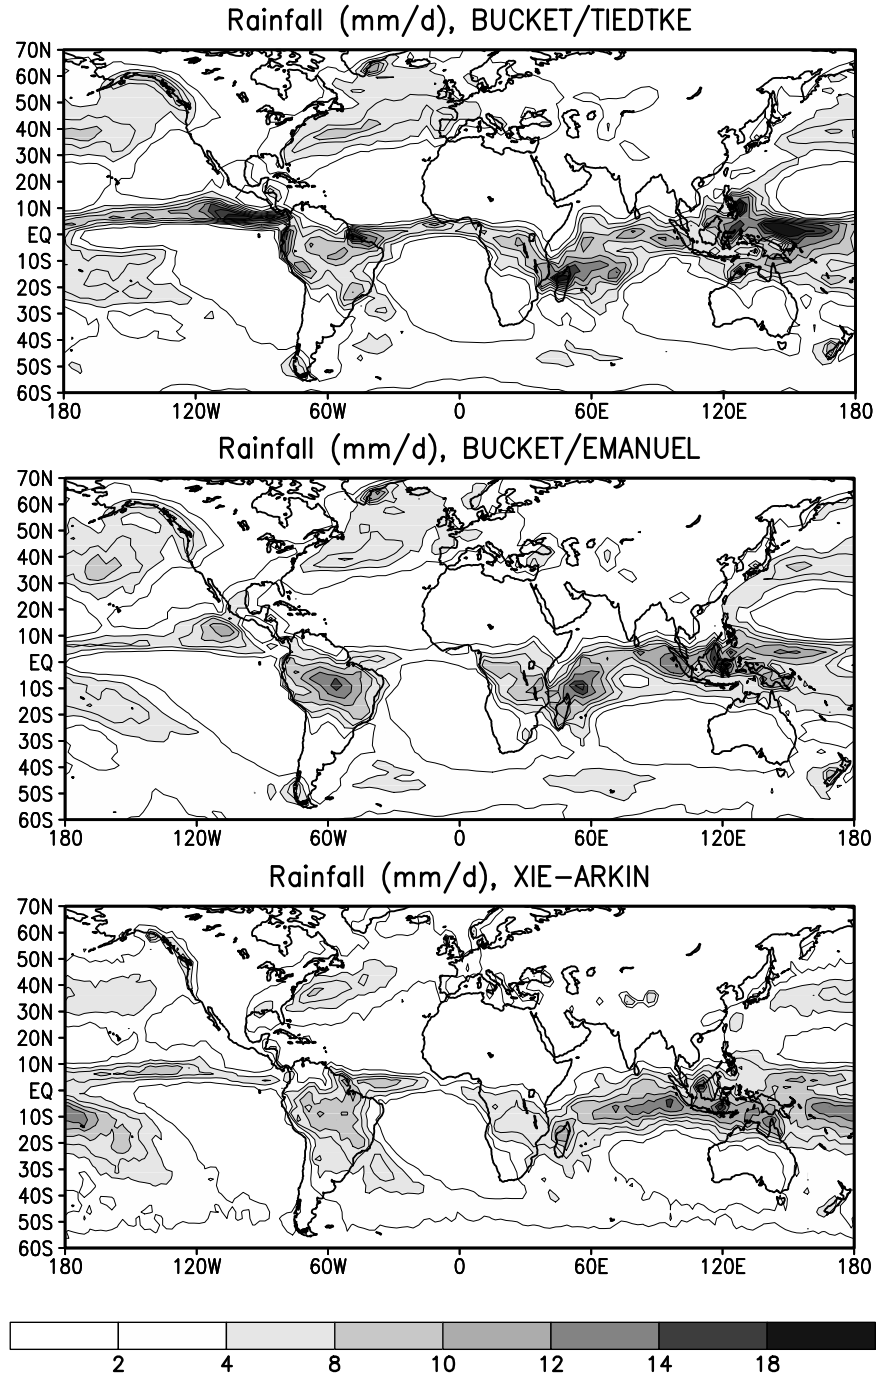 Rainfall (mm/d), BUCKET/TIEDTKE
70N
60N
50N
40N
30N
20N
10N
EQ
10S
20S
30S
40S
50S
60S
180 120W 60W 0 60E 120E 180
Rainfall (mm/d), BUCKET/EMANUEL
70N
60N
50N
40N
30N
20N
10N
EQ
10S
20S
30S
40S
50S
60S
180 120W 60W 0 60E 120E 180
Rainfall (mm/d), XIE-ARKIN
70N
60N
50N
40N
30N
20N
10N
EQ
10S
20S
30S
40S
50S
60S
180 120W 60W 0 60E 120E 180
2 4 8 10 12 14 18